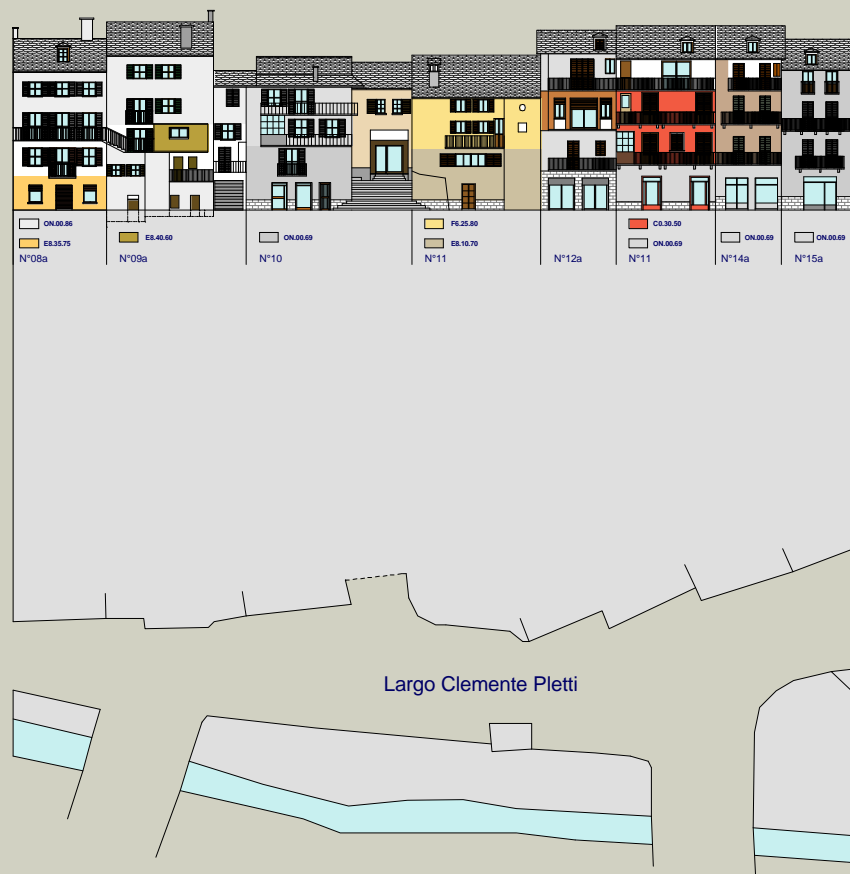 ON.00.86
E8.35.75
N°08a
E8.40.60
N°09a
ON.00.69
N°10
F6.25.80
E8.10.70
N°11
N°12a
C0.30.50
ON.00.69
N°11
ON.00.69
N°14a
ON.00.69
N°15a
Largo Clemente Pletti